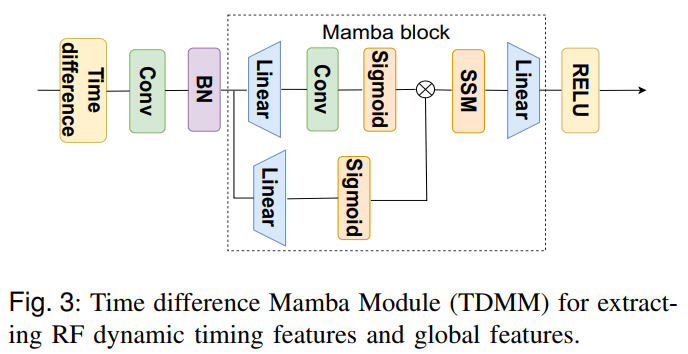 Mamba block
Time
difference
Conv
BN
Linear
Conv
Sigmoid
SSM
Linear
RELU
Linear
Sigmoid
Fig. 3: Time difference Mamba Module (TDMM) for extract-
ing RF dynamic timing features and global features.